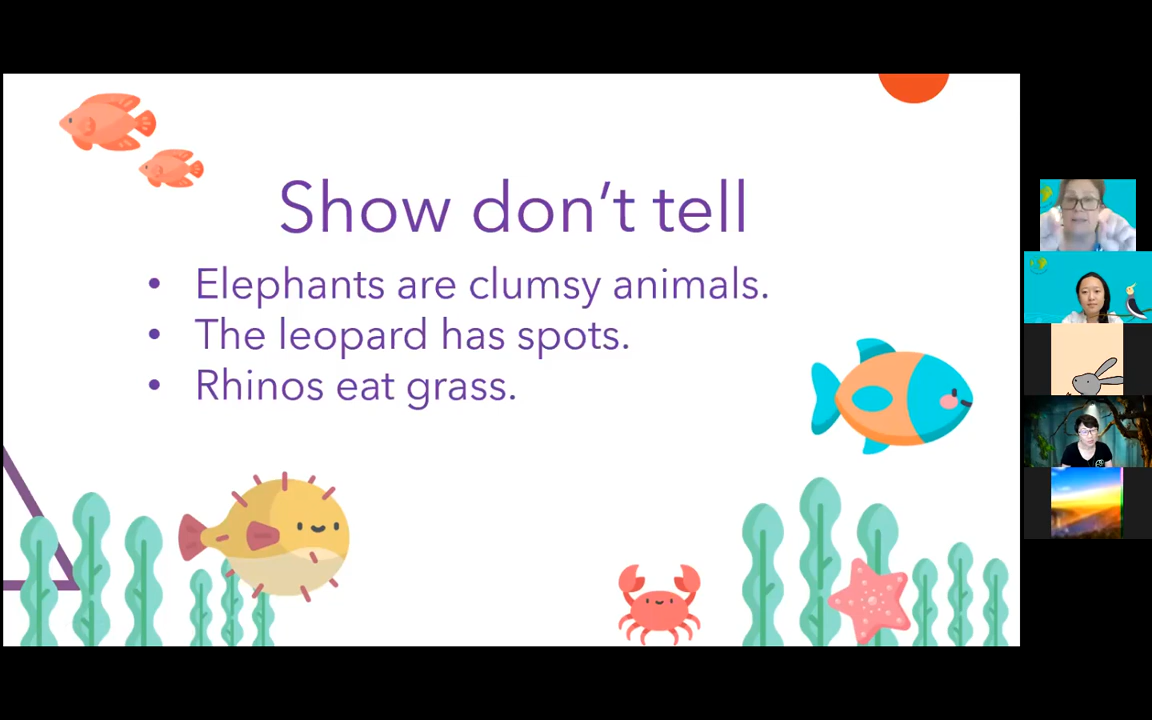 Show don't tell
• Elephants are clumsy animals.
• The leopard has spots.
• Rhinos eat grass.